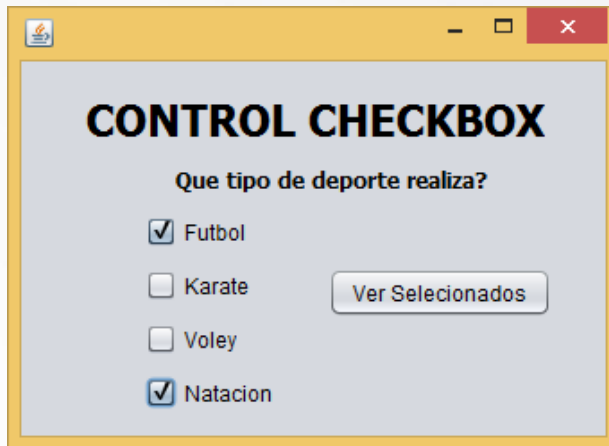 CONTROL CHECKBOX
Que tipo de deporte realiza?
Futbol
Karate
Ver Selecionados
Voley
Natacion